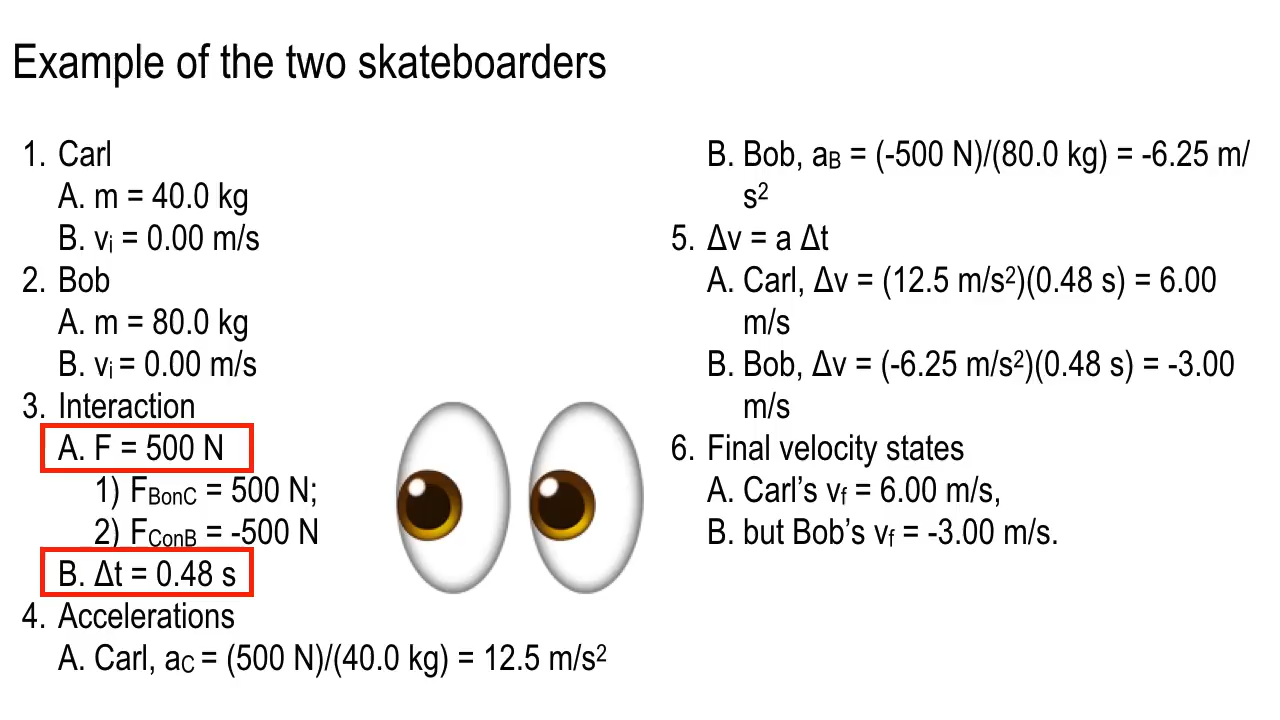 Example of the two skateboarders
1. Carl
A. m = 40.0 kg
B. vᵢ = 0.00 m/s
2. Bob
A. m = 80.0 kg
B. vᵢ = 0.00 m/s
3. Interaction
A. F = 500 N
1) FBonC = 500 N;
2) FConB = -500 N
B. Δt = 0.48 s
4. Accelerations
A. Carl, aC = (500 N)/(40.0 kg) = 12.5 m/s²
B. Bob, aB = (-500 N)/(80.0 kg) = -6.25 m/
s²
5. Δv = a Δt
A. Carl, Δv = (12.5 m/s²)(0.48 s) = 6.00
m/s
B. Bob, Δv = (-6.25 m/s²)(0.48 s) = -3.00
m/s
6. Final velocity states
A. Carl’s vf = 6.00 m/s,
B. but Bob’s vf = -3.00 m/s.